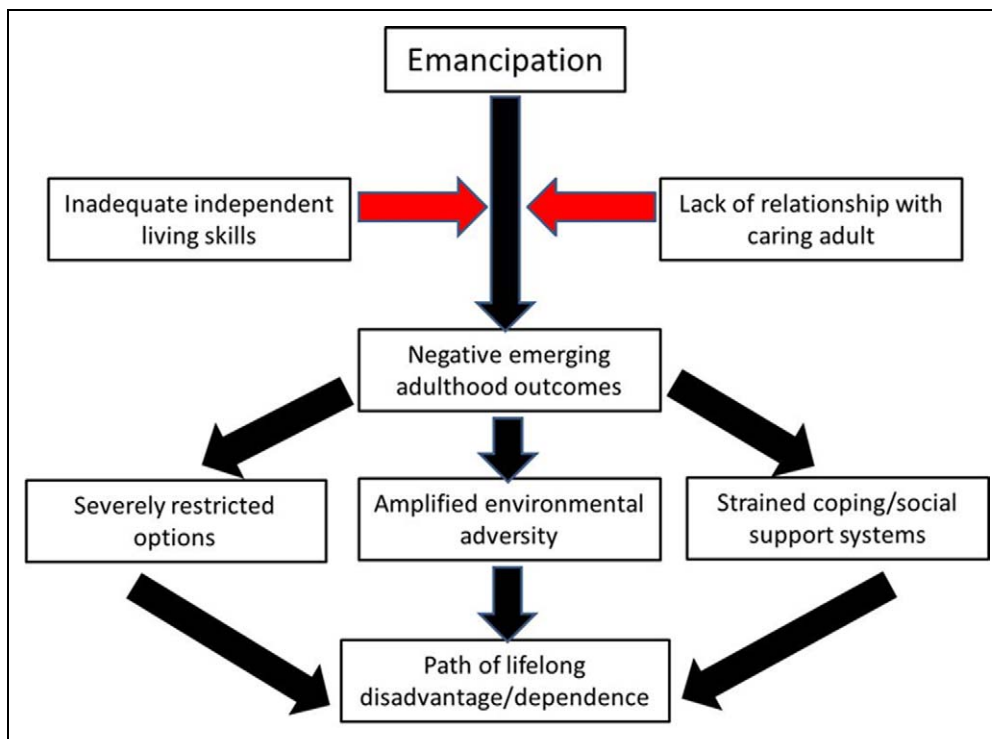 Emancipation
Inadequate independent
living skills
Lack of relationship with
caring adult
Negative emerging
adulthood outcomes
Severely restricted
options
Amplified environmental
adversity
Strained coping/social
support systems
Path of lifelong
disadvantage/dependence